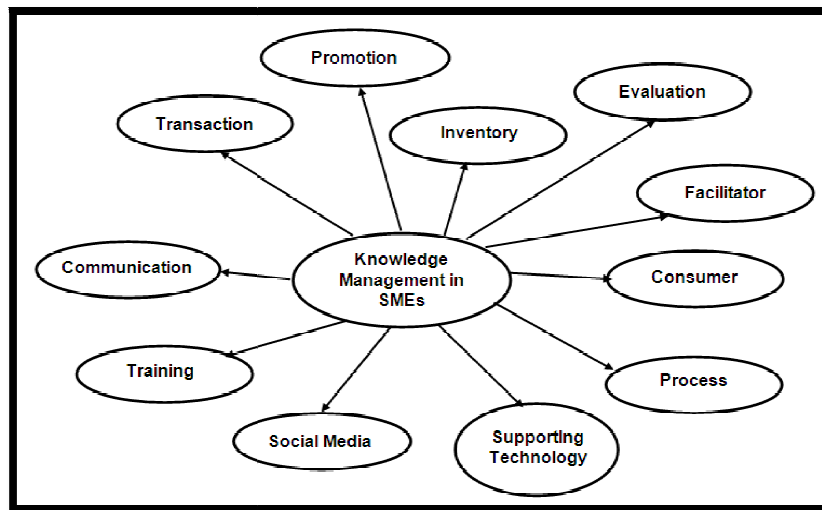 Promotion
Evaluation
Transaction
Inventory
Facilitator
Knowledge
Management in
SMEs
Communication
Consumer
Training
Process
Social Media
Supporting
Technology